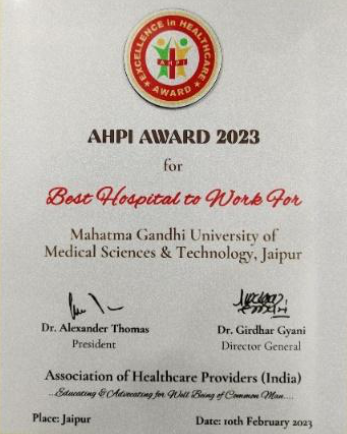 EXCELLENCE in HEALTHCARE
AHPI
AWARD
AHPI AWARD 2023
for
Best Hospital to Work For
Mahatma Gandhi University of
Medical Sciences & Technology, Jaipur
Dr. Alexander Thomas
President
Dr. Girdhar Gyani
Director General
Association of Healthcare Providers (India)
...Educating & Advocating for Well Being of Common Man....
Place: Jaipur
Date: 10th February 2023